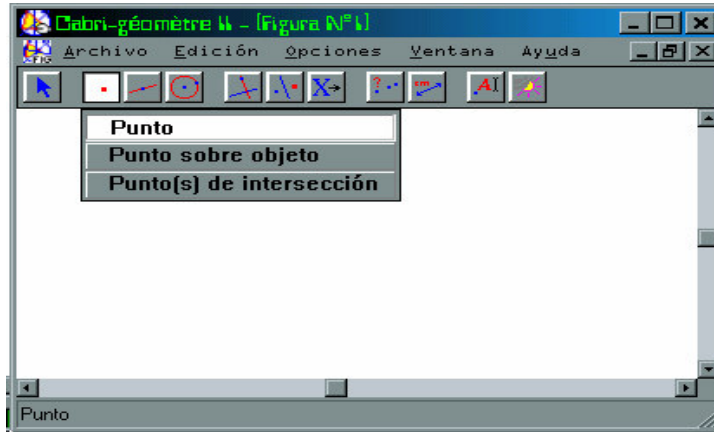 Cabri-géomètre II - [Figura Nº1]
Archivo Edición Opciones Ventana Ayuda
Punto
Punto sobre objeto
Punto(s) de intersección
Punto